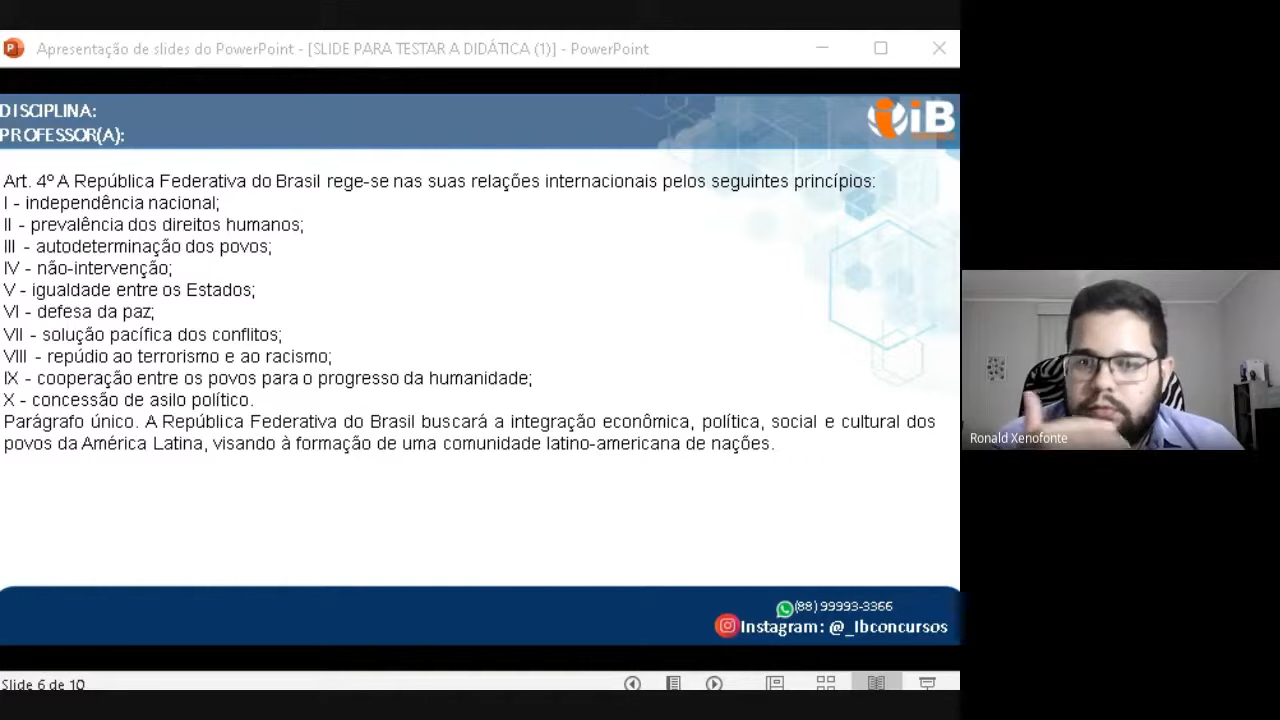 Apresentação de slides do PowerPoint - [SLIDE PARA TESTAR A DIDÁTICA (1)] - PowerPoint
DISCIPLINA:
PROFESSOR(A):
iB
Art. 4º A República Federativa do Brasil rege-se nas suas relações internacionais pelos seguintes princípios:
I - independência nacional;
II - prevalência dos direitos humanos;
III - autodeterminação dos povos;
IV - não-intervenção;
V - igualdade entre os Estados;
VI - defesa da paz;
VII - solução pacífica dos conflitos;
VIII - repúdio ao terrorismo e ao racismo;
IX - cooperação entre os povos para o progresso da humanidade;
X - concessão de asilo político.
Parágrafo único. A República Federativa do Brasil buscará a integração econômica, política, social e cultural dos
povos da América Latina, visando à formação de uma comunidade latino-americana de nações.
Ronald Xenofonte
(88) 99993-3366
Instagram: @_Ibconcursos
Slide 6 de 10